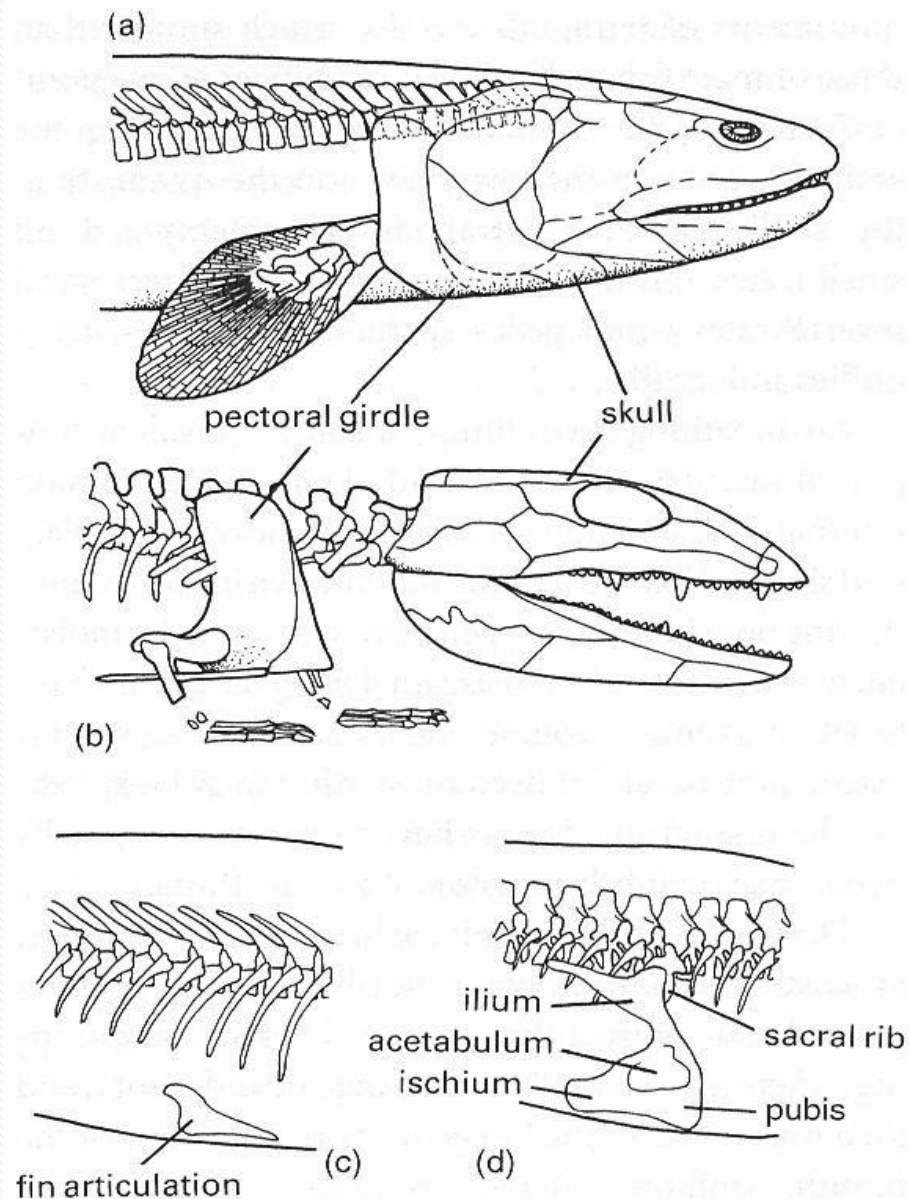 (a)
pectoral girdle
skull
(b)
ilium
sacral rib
acetabulum
ischium
pubis
(c)
(d)
fin articulation